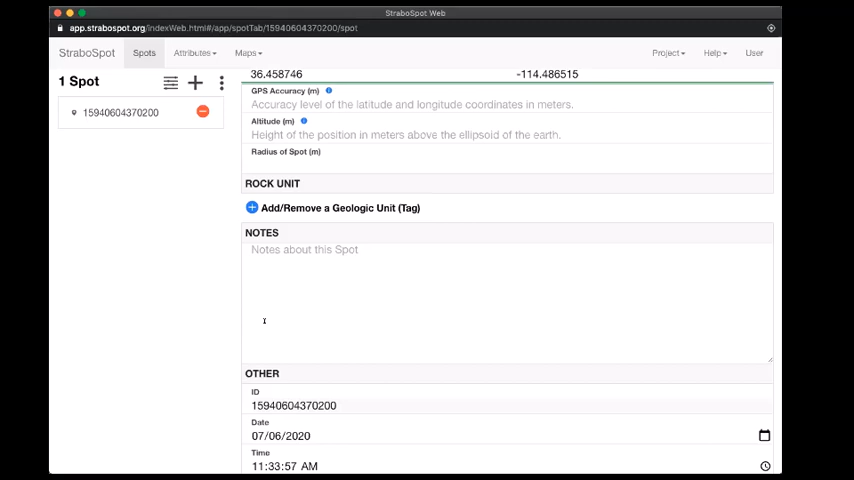 StraboSpot Web
app.strabospot.org/indexWeb.html#/app/spotTab/15940604370200/spot
StraboSpot Spots Attributes Maps Project Help User
1 Spot
15940604370200
36.458746 -114.486515
GPS Accuracy (m)
Accuracy level of the latitude and longitude coordinates in meters.
Altitude (m)
Height of the position in meters above the ellipsoid of the earth.
Radius of Spot (m)
ROCK UNIT
Add/Remove a Geologic Unit (Tag)
NOTES
Notes about this Spot
OTHER
ID
15940604370200
Date
07/06/2020
Time
11:33:57 AM